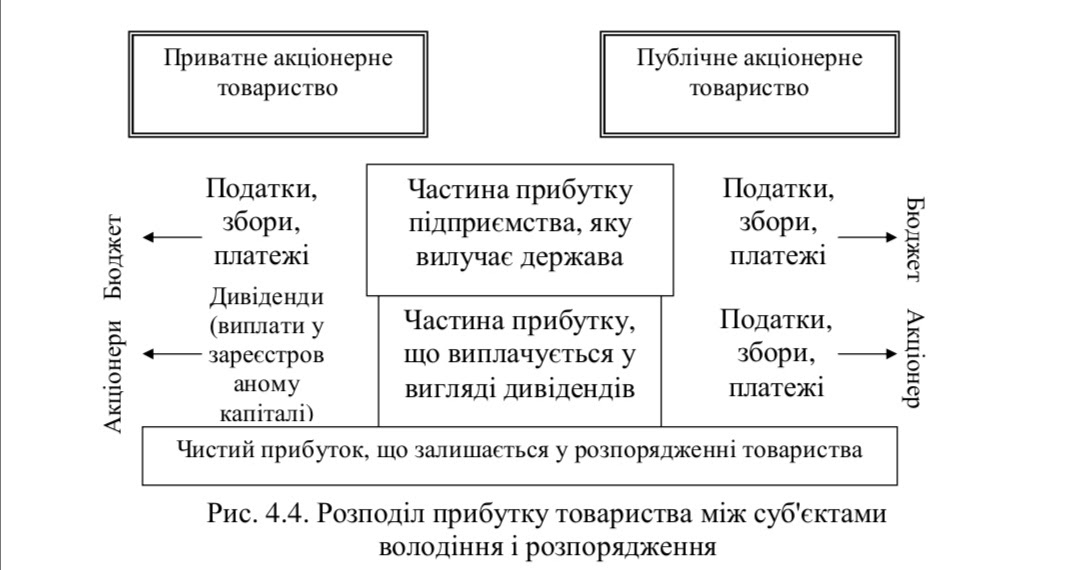 Приватне акціонерне
товариство
Публічне акціонерне
товариство
Бюджет
Податки,
збори,
платежі
Частина прибутку
підприємства, яку
вилучає держава
Податки,
збори,
платежі
Бюджет
Акціонери
Дивіденди
(виплати у
зареєстров
аному
капіталі)
Частина прибутку,
що виплачується у
вигляді дивідендів
Податки,
збори,
платежі
Акціонер
Чистий прибуток, що залишається у розпорядженні товариства
Рис. 4.4. Розподіл прибутку товариства між суб'єктами
володіння і розпорядження